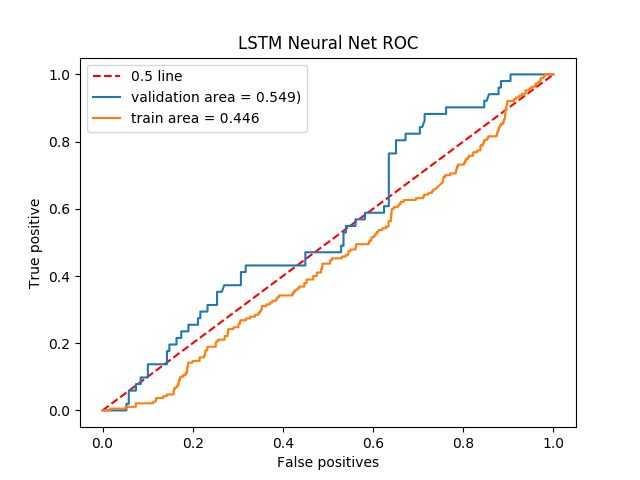 LSTM Neural Net ROC
0.5 line
validation area = 0.549)
train area = 0.446
True positive
1.0
0.8
0.6
0.4
0.2
0.0
0.0 0.2 0.4 0.6 0.8 1.0
False positives